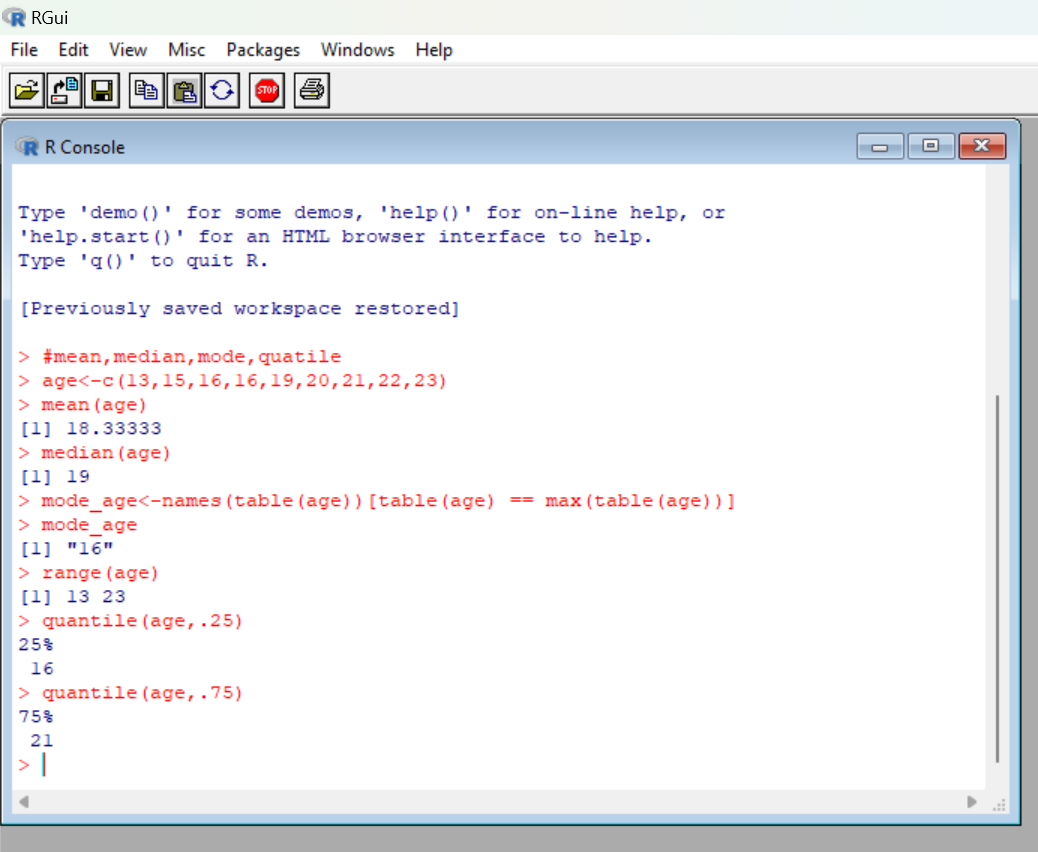 RGui
File Edit View Misc Packages Windows Help
STOP
R Console
Type 'demo()' for some demos, 'help()' for on-line help, or
'help.start()' for an HTML browser interface to help.
Type 'q()' to quit R.
[Previously saved workspace restored]
> #mean,median,mode,quatile
> age<-c(13,15,16,16,19,20,21,22,23)
> mean(age)
[1] 18.33333
> median(age)
[1] 19
> mode_age<-names(table(age))[table(age) == max(table(age))]
> mode_age
[1] "16"
> range(age)
[1] 13 23
> quantile(age,.25)
25%
 16
> quantile(age,.75)
75%
 21
>